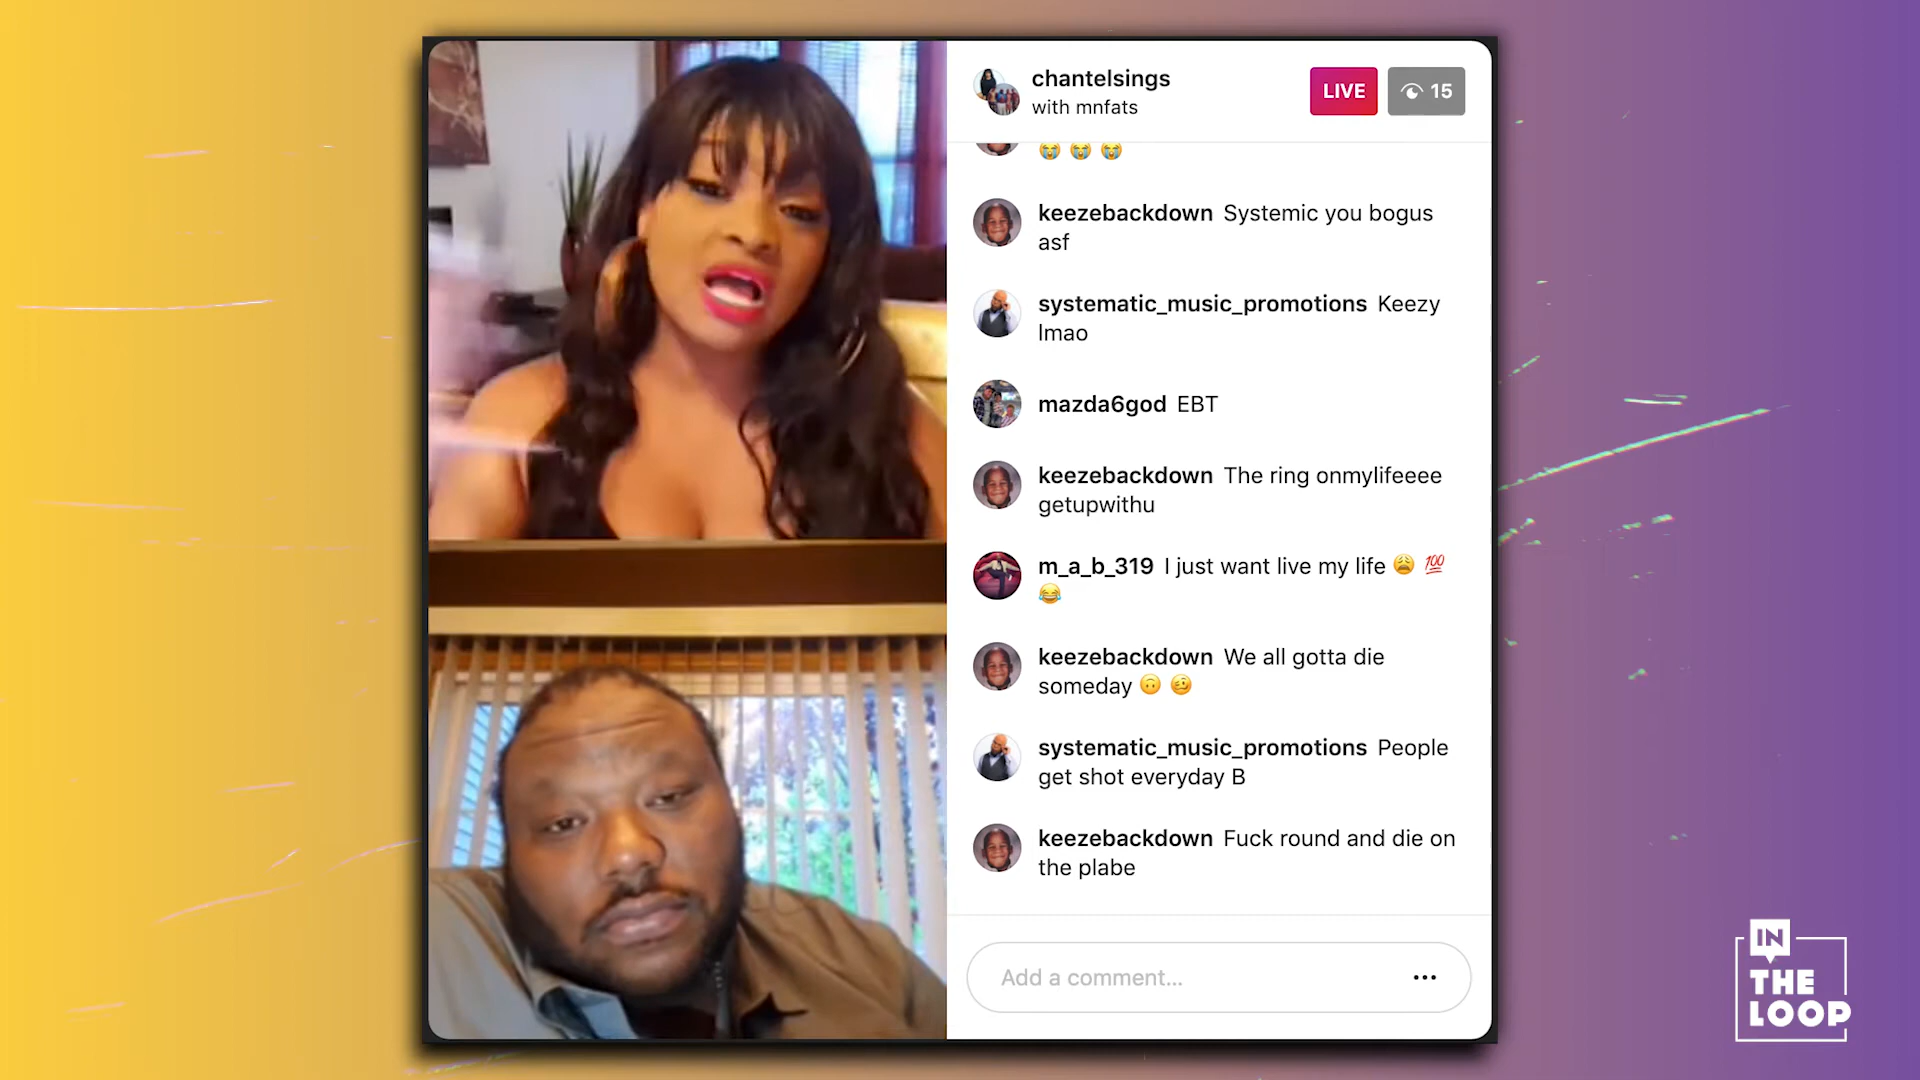 chantelsings
with mnfats
LIVE
15
😭 😭 😭
keezebackdown Systemic you bogus
asf
systematic_music_promotions Keezy
lmao
mazda6god EBT
keezebackdown The ring onmylifeeee
getupwithu
m_a_b_319 I just want live my life 😩 💯
😂
keezebackdown We all gotta die
someday 🙃 🥴
systematic_music_promotions People
get shot everyday B
keezebackdown Fuck round and die on
the plabe
Add a comment...
IN
THE
LOOP